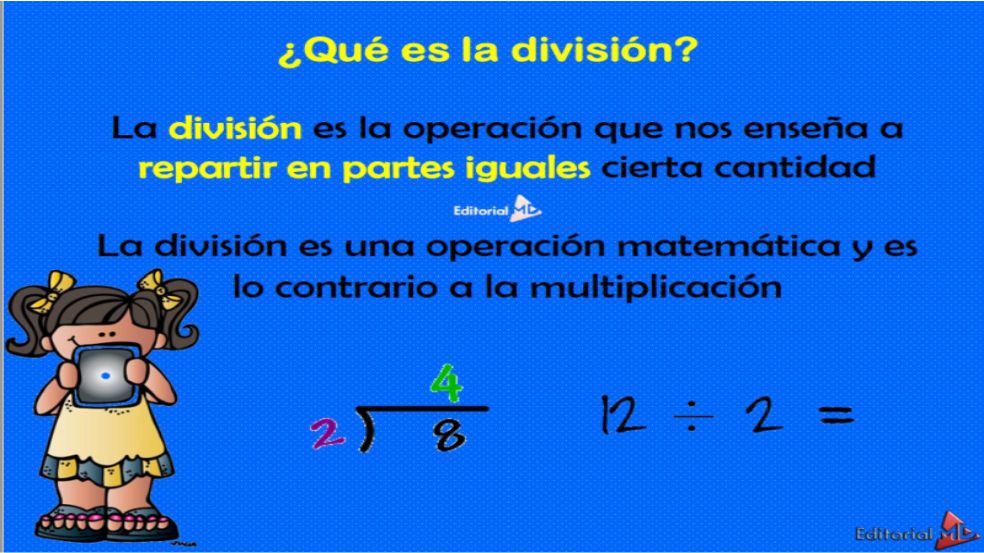 ¿Qué es la división?
La división es la operación que nos enseña a
repartir en partes iguales cierta cantidad
Editorial MD
La división es una operación matemática y es
lo contrario a la multiplicación
4
2 ) 8
12 ÷ 2 =
Editorial MD